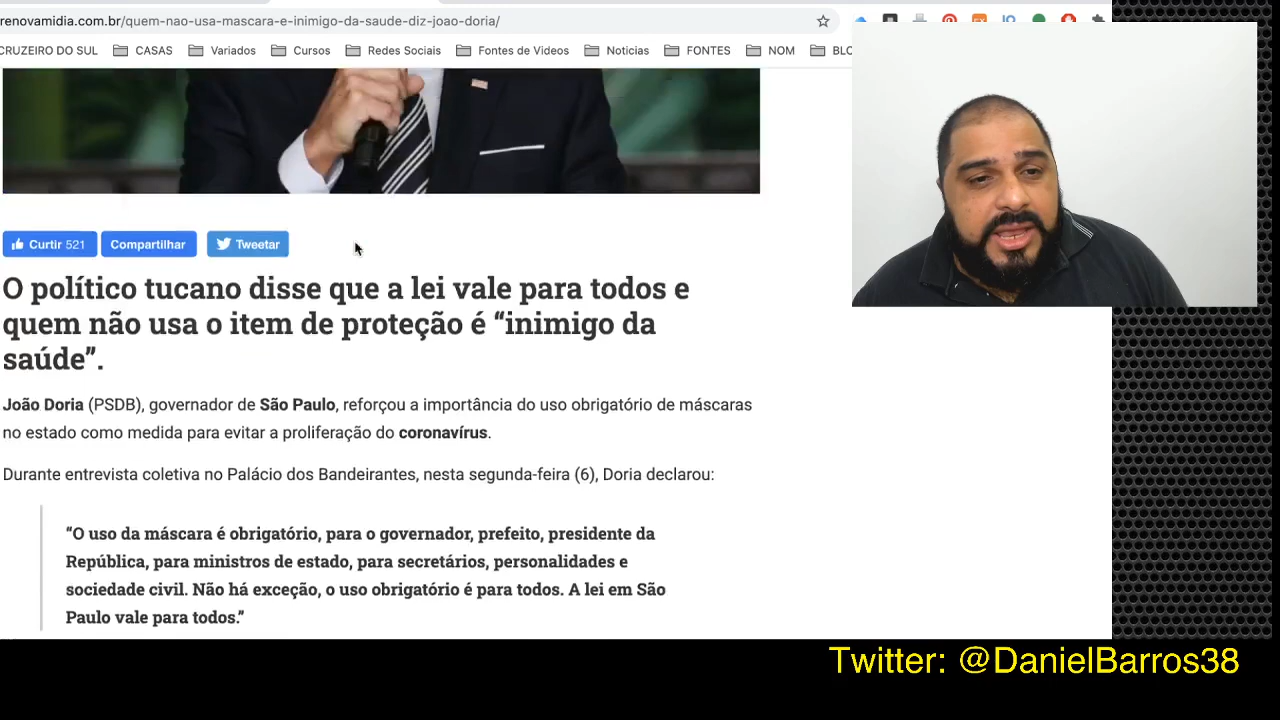 renovamidia.com.br/quem-nao-usa-mascara-e-inimigo-da-saude-diz-joao-doria/
CRUZEIRO DO SUL CASAS Variados Cursos Redes Sociais Fontes de Videos Noticias FONTES NOM BLO
Curtir 521 Compartilhar Tweetar
O político tucano disse que a lei vale para todos e
quem não usa o item de proteção é “inimigo da
saúde”.
João Doria (PSDB), governador de São Paulo, reforçou a importância do uso obrigatório de máscaras
no estado como medida para evitar a proliferação do coronavírus.
Durante entrevista coletiva no Palácio dos Bandeirantes, nesta segunda-feira (6), Doria declarou:
“O uso da máscara é obrigatório, para o governador, prefeito, presidente da
República, para ministros de estado, para secretários, personalidades e
sociedade civil. Não há exceção, o uso obrigatório é para todos. A lei em São
Paulo vale para todos.”
Twitter: @DanielBarros38